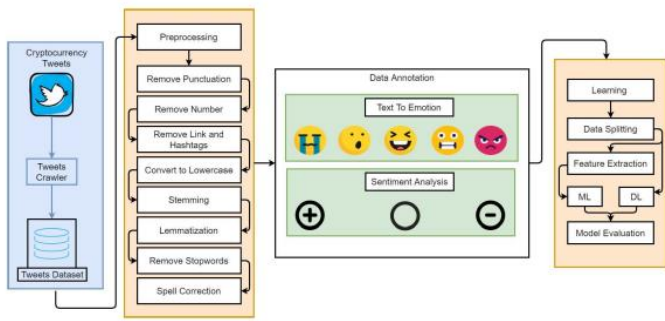 Cryptocurrency
Tweets
Tweets
Crawler
Tweets Dataset
Preprocessing
Remove Punctuation
Remove Number
Remove Link and
Hashtags
Convert to Lowercase
Stemming
Lemmatization
Remove Stopwords
Spell Correction
Data Annotation
Text To Emotion
Sentiment Analysis
Learning
Data Splitting
Feature Extraction
ML
DL
Model Evaluation